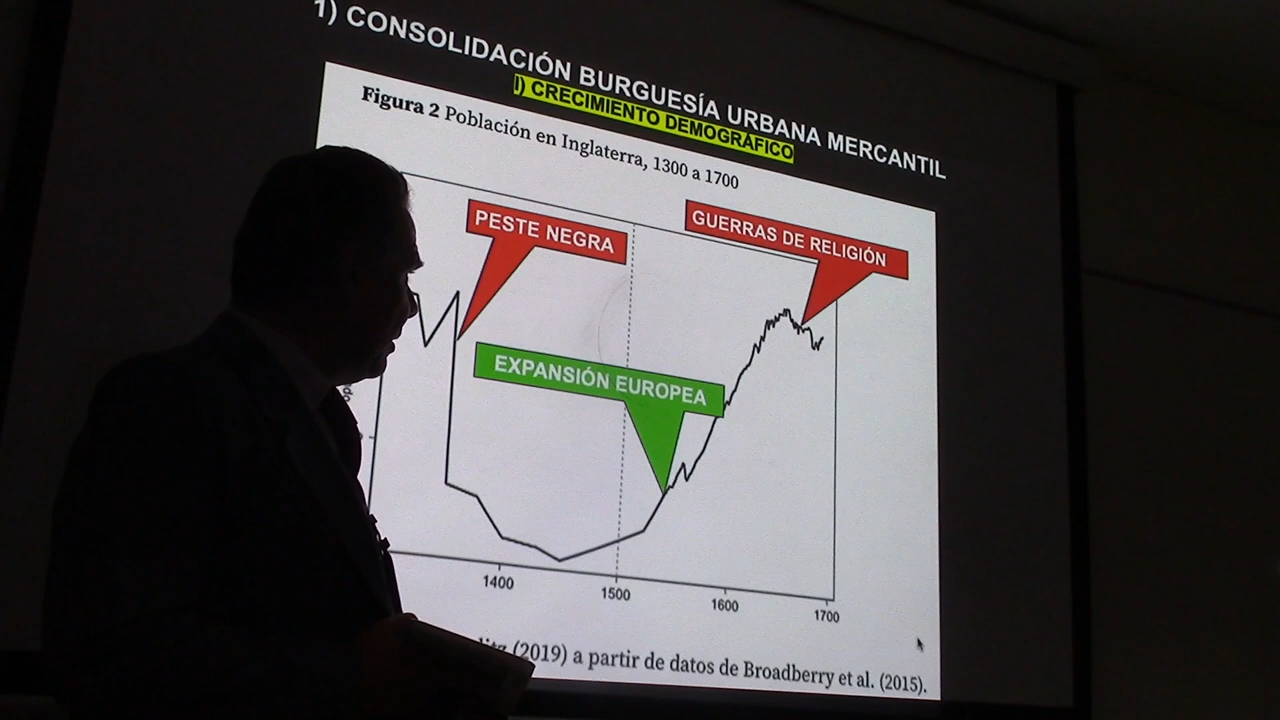 1) CONSOLIDACIÓN BURGUESÍA URBANA MERCANTIL
I) CRECIMIENTO DEMOGRÁFICO
Figura 2 Población en Inglaterra, 1300 a 1700
PESTE NEGRA
GUERRAS DE RELIGIÓN
EXPANSIÓN EUROPEA
1400
1500
1600
1700
(2019) a partir de datos de Broadberry et al. (2015).